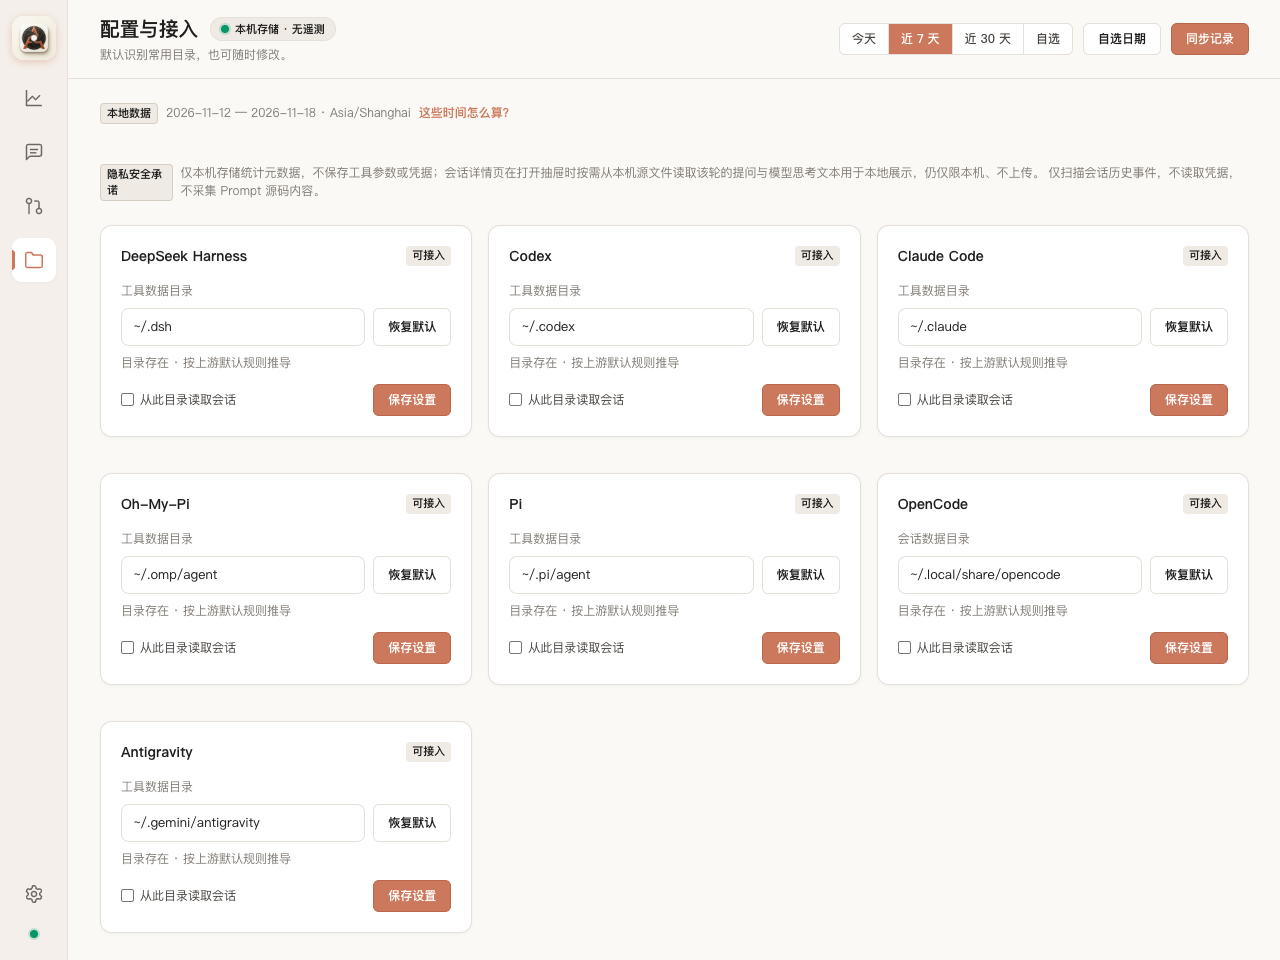 配置与接入
本机存储 · 无遥测
默认识别常用目录，也可随时修改。
今天
近 7 天
近 30 天
自选
自选日期
同步记录
本地数据
2026-11-12 — 2026-11-18 · Asia/Shanghai
这些时间怎么算?
隐私安全承
诺
仅本机存储统计元数据，不保存工具参数或凭据；会话详情页在打开抽屉时按需从本机源文件读取该轮的提问与模型思考文本用于本地展示，仍仅限本机、不上传。 仅扫描会话历史事件，不读取凭据，
不采集 Prompt 源码内容。
DeepSeek Harness
可接入
工具数据目录
~/.dsh
恢复默认
目录存在 · 按上游默认规则推导
从此目录读取会话
保存设置
Codex
可接入
工具数据目录
~/.codex
恢复默认
目录存在 · 按上游默认规则推导
从此目录读取会话
保存设置
Claude Code
可接入
工具数据目录
~/.claude
恢复默认
目录存在 · 按上游默认规则推导
从此目录读取会话
保存设置
Oh-My-Pi
可接入
工具数据目录
~/.omp/agent
恢复默认
目录存在 · 按上游默认规则推导
从此目录读取会话
保存设置
Pi
可接入
工具数据目录
~/.pi/agent
恢复默认
目录存在 · 按上游默认规则推导
从此目录读取会话
保存设置
OpenCode
可接入
会话数据目录
~/.local/share/opencode
恢复默认
目录存在 · 按上游默认规则推导
从此目录读取会话
保存设置
Antigravity
可接入
工具数据目录
~/.gemini/antigravity
恢复默认
目录存在 · 按上游默认规则推导
从此目录读取会话
保存设置